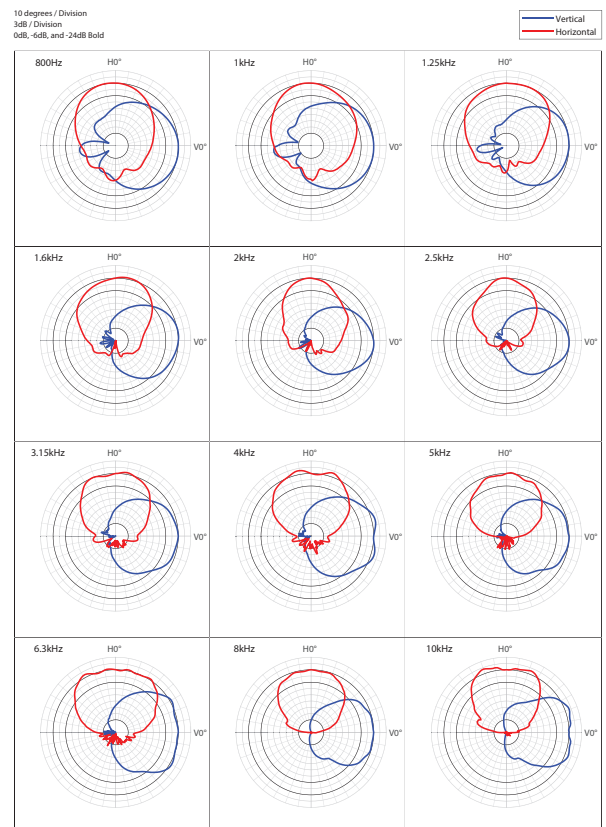 10 degrees / Division
3dB / Division
0dB, -6dB, and -24dB Bold
Vertical
Horizontal
800Hz H0° V0°
1kHz H0° V0°
1.25kHz H0° V0°
1.6kHz H0° V0°
2kHz H0° V0°
2.5kHz H0° V0°
3.15kHz H0° V0°
4kHz H0° V0°
5kHz H0° V0°
6.3kHz H0° V0°
8kHz H0° V0°
10kHz H0° V0°